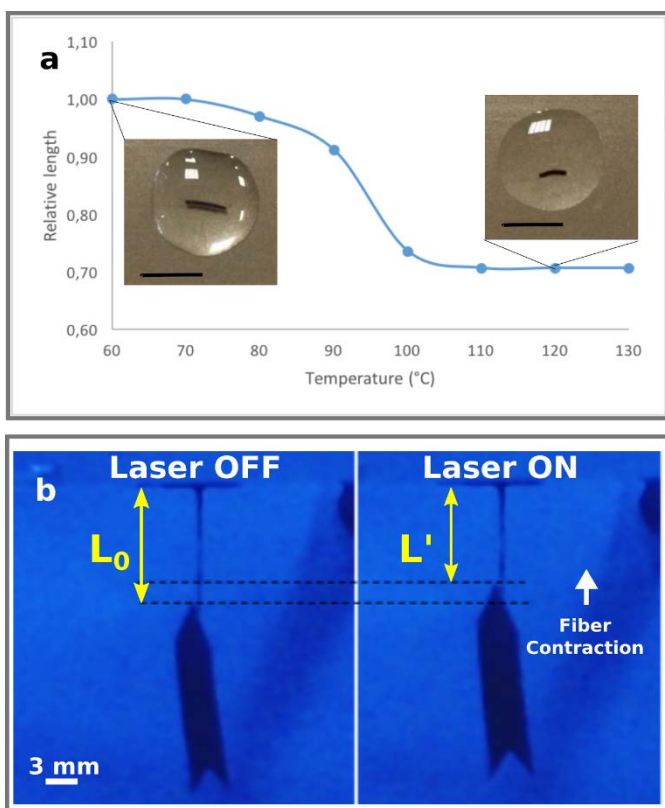 a
1,10
1,00
0,90
0,80
0,70
0,60
Relative length
60 70 80 90 100 110 120 130
Temperature (°C)
b
Laser OFF
Laser ON
L₀
L'
Fiber
Contraction
3 mm